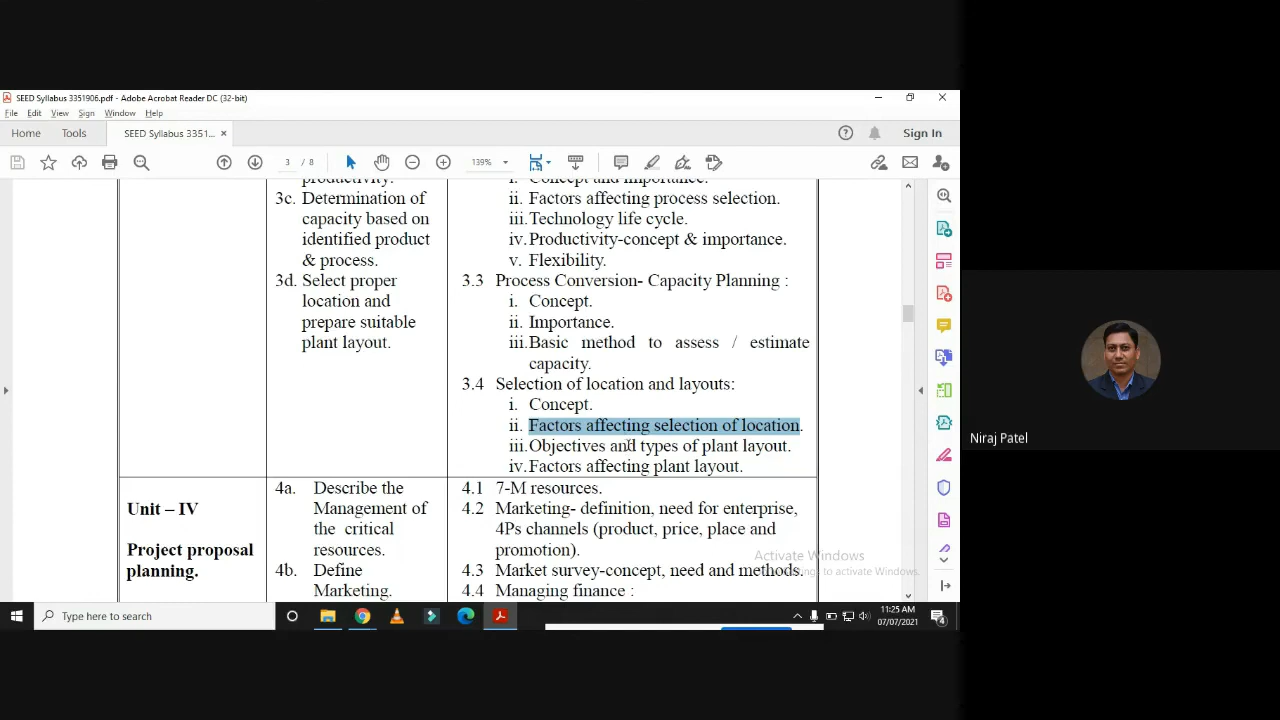 SEED Syllabus 3351906.pdf - Adobe Acrobat Reader DC (32-bit)
File Edit View Sign Window Help
Home Tools SEED Syllabus 3351... × Sign In
3 / 8 139%
productivity.
3c. Determination of capacity based on identified product & process.
3d. Select proper location and prepare suitable plant layout.
i. Concept and importance.
ii. Factors affecting process selection.
iii. Technology life cycle.
iv. Productivity-concept & importance.
v. Flexibility.
3.3 Process Conversion- Capacity Planning :
i. Concept.
ii. Importance.
iii. Basic method to assess / estimate
capacity.
3.4 Selection of location and layouts:
i. Concept.
ii. Factors affecting selection of location.
iii. Objectives and types of plant layout.
iv. Factors affecting plant layout.
Unit – IV
Project proposal
planning.
4a. Describe the
Management of
the critical
resources.
4b. Define
Marketing.
4.1 7-M resources.
4.2 Marketing- definition, need for enterprise,
4Ps channels (product, price, place and
promotion).
4.3 Market survey-concept, need and methods.
4.4 Managing finance :
Activate Windows
to activate Windows.
Type here to search
11:25 AM
07/07/2021
4
Niraj Patel